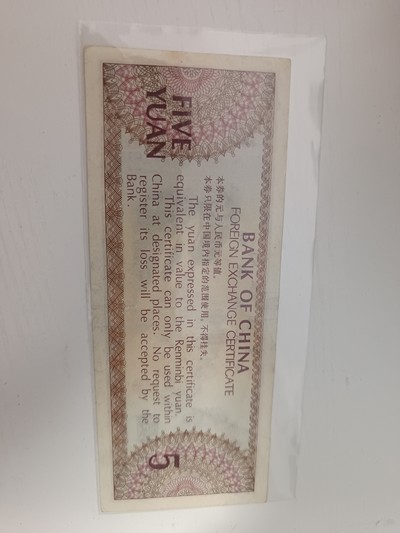 BANK OF CHINA
FOREIGN EXCHANGE CERTIFICATE
FIVE
YUAN
本券的元与人民币元等值。
本券只限在中国境内指定的范围使用,不得挂失。
The yuan expressed in this certificate is
equivalent in value to the Renminbi yuan.
This certificate can only be used within
China at designated places. No request to
register its loss will be accepted by the
Bank.
5